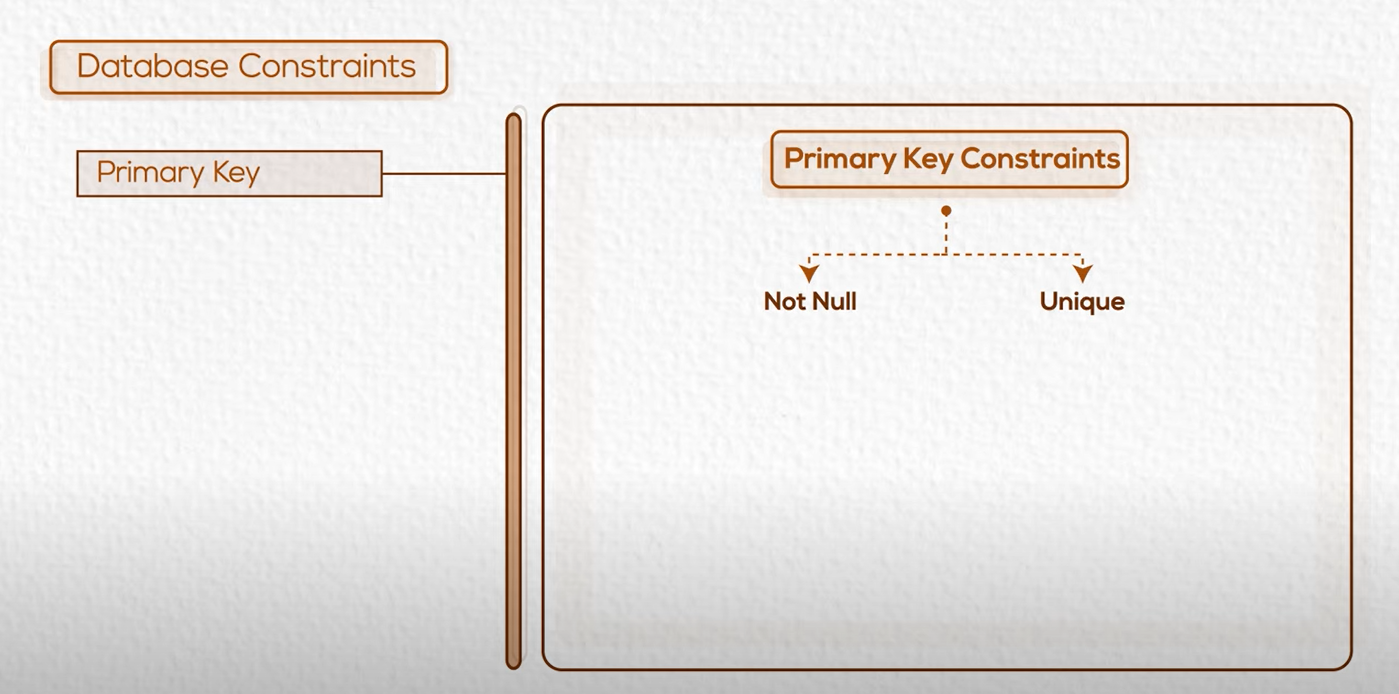 Database Constraints
Primary Key
Primary Key Constraints
Not Null
Unique